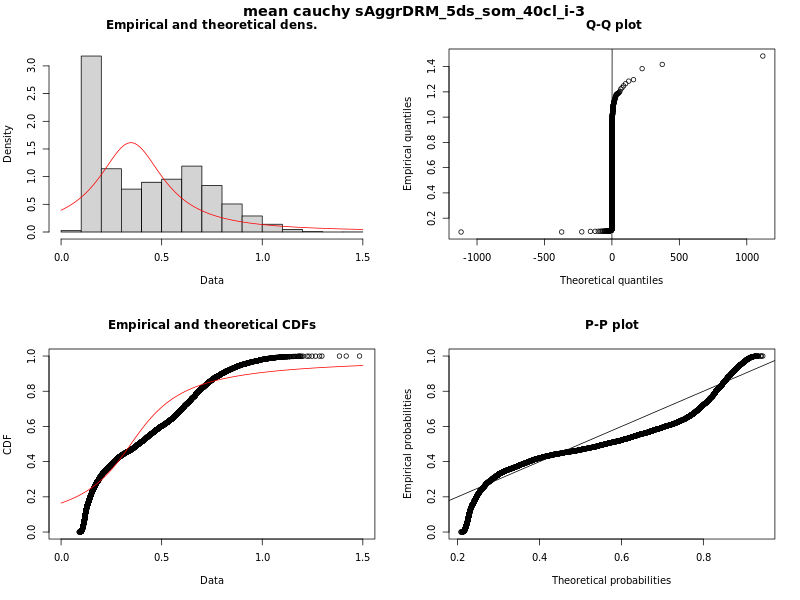 mean cauchy sAggrDRM_5ds_som_40cl_i-3
Empirical and theoretical dens.
Density
0.0 0.5 1.0 1.5 2.0 2.5 3.0
0.0 0.5 1.0 1.5
Data
Q-Q plot
Empirical quantiles
0.2 0.4 0.6 0.8 1.0 1.2 1.4
-1000 -500 0 500 1000
Theoretical quantiles
Empirical and theoretical CDFs
CDF
0.0 0.2 0.4 0.6 0.8 1.0
0.0 0.5 1.0 1.5
Data
P-P plot
Empirical probabilities
0.0 0.2 0.4 0.6 0.8 1.0
0.2 0.4 0.6 0.8
Theoretical probabilities